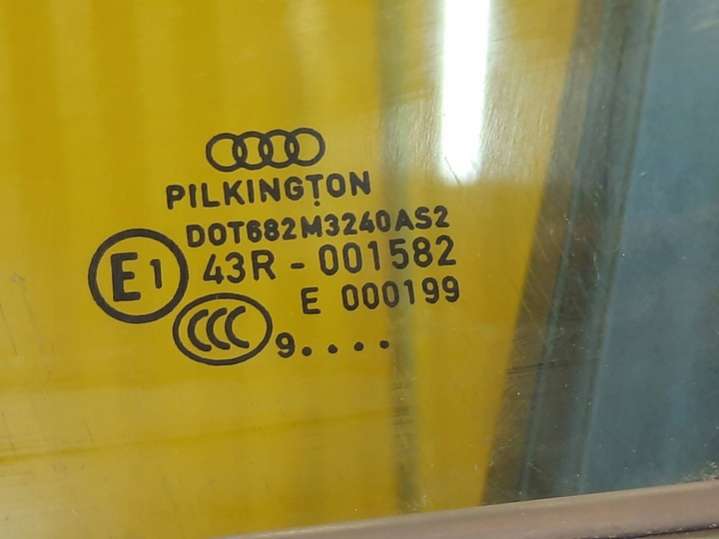 PILKINGTON
DOT682M3240AS2
E1 43R - 001582
E 000199
CCC 9....